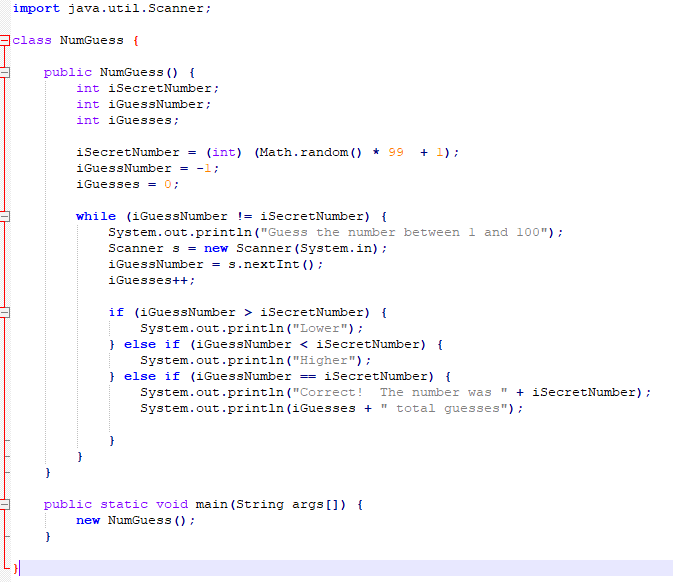 import java.util.Scanner;
class NumGuess {
public NumGuess() {
int iSecretNumber;
int iGuessNumber;
int iGuesses;
iSecretNumber = (int) (Math.random() * 99  + 1);
iGuessNumber = -1;
iGuesses = 0;
while (iGuessNumber != iSecretNumber) {
System.out.println("Guess the number between 1 and 100");
Scanner s = new Scanner(System.in);
iGuessNumber = s.nextInt();
iGuesses++;
if (iGuessNumber > iSecretNumber) {
System.out.println("Lower");
} else if (iGuessNumber < iSecretNumber) {
System.out.println("Higher");
} else if (iGuessNumber == iSecretNumber) {
System.out.println("Correct!  The number was " + iSecretNumber);
System.out.println(iGuesses + " total guesses");
}
}
}
public static void main(String args[]) {
new NumGuess();
}
}